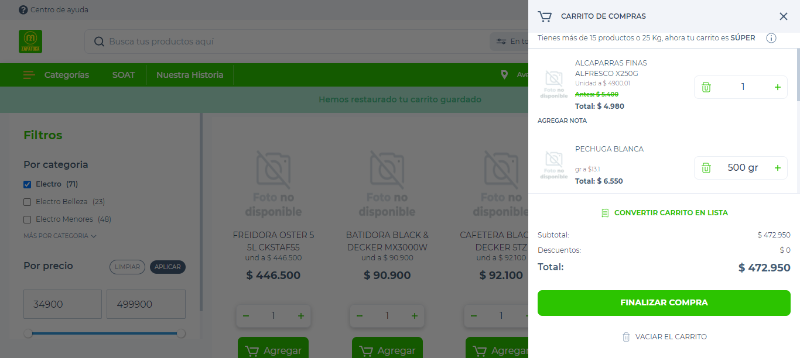 Centro de ayuda
Busca tus productos aquí
En to
Categorías
SOAT
Nuestra Historia
Hemos restaurado tu carrito guardado
Filtros
Por categoría
Electro (71)
Electro Belleza (23)
Electro Menores (48)
MÁS POR CATEGORIA
Por precio
LIMPIAR
APLICAR
34900
499900
Foto no
disponible
FREIDORA OSTER 5
5L CKSTAF55
und a $ 446.500
$ 446.500
1
Agregar
Foto no
disponible
BATIDORA BLACK &
DECKER MX3000W
und a $ 90.900
$ 90.900
1
Agregar
Foto no
disponible
CAFETERA BLACK
DECKER 5TZ
und a $ 92.100
$ 92.100
1
Agregar
CARRITO DE COMPRAS
Tienes más de 15 productos o 25 Kg, ahora tu carrito es SÚPER
Foto no
disponible
ALCAPARRAS FINAS
ALFRESCO X250G
Unidad a $ 4900.01
Antes: $ 5.400
Total: $ 4.980
1
AGREGAR NOTA
Foto no
disponible
PECHUGA BLANCA
gr a $13.1
Total: $ 6.550
500 gr
CONVERTIR CARRITO EN LISTA
Subtotal:
$ 472.950
Descuentos:
$ 0
Total:
$ 472.950
FINALIZAR COMPRA
VACIAR EL CARRITO